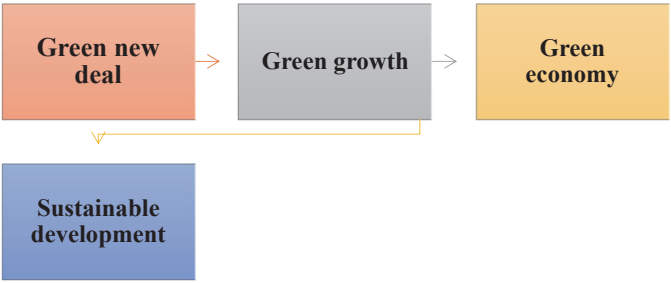 Green new
deal
Green growth
Green
economy
Sustainable
development